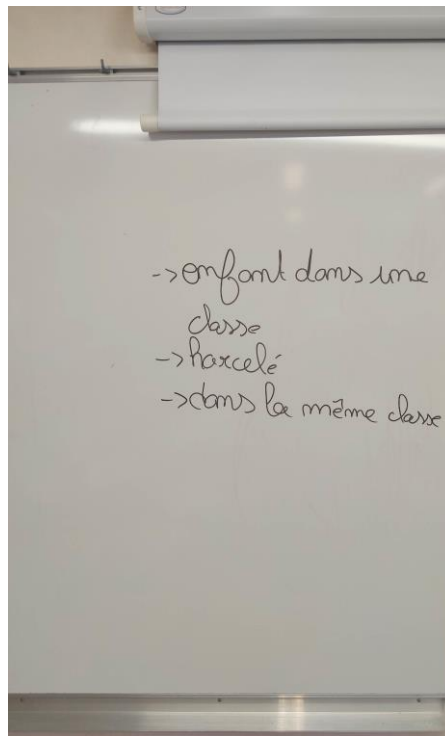 ->enfant dans une
classe
->harcelé
->dans la même classe